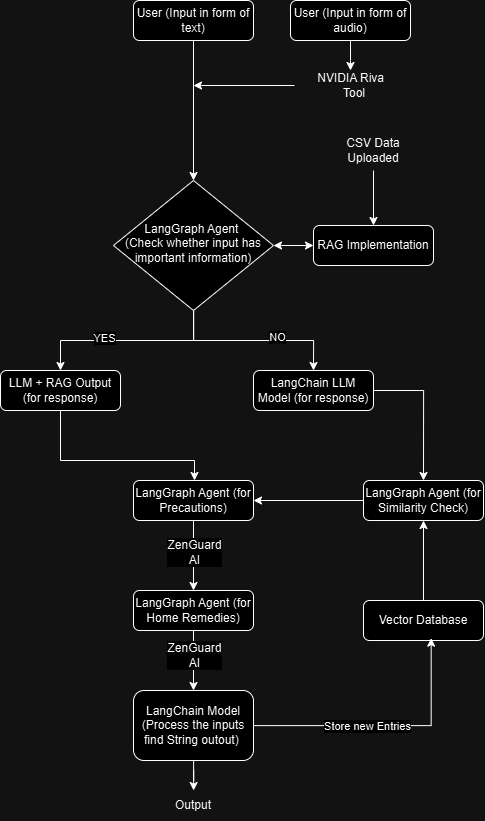 User (Input in form of
text)
User (Input in form of
audio)
NVIDIA Riva
Tool
CSV Data
Uploaded
LangGraph Agent
(Check whether input has
important information)
RAG Implementation
YES
NO
LLM + RAG Output
(for response)
LangChain LLM
Model (for response)
LangGraph Agent (for
Precautions)
LangGraph Agent (for
Similarity Check)
ZenGuard
AI
LangGraph Agent (for
Home Remedies)
Vector Database
ZenGuard
AI
LangChain Model
(Process the inputs
find String outout)
Store new Entries
Output